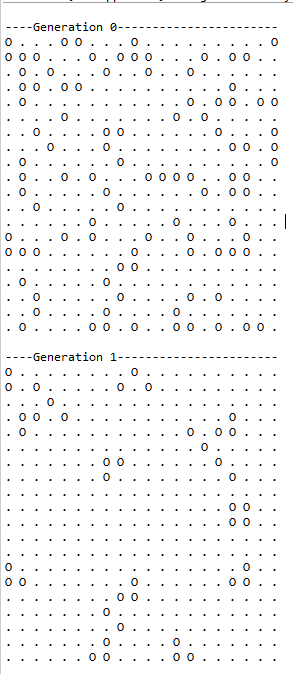 ----Generation 0-----------------------
O . . . O O . . . O . . . . . . . . . O
O O O . . . O . O O O . . . O . O O . .
. O . O . . . O . . O . . O . . . . . .
. O O . O O . . . . . . . . . . O . . .
. O . . . . . . . . . . . O . O O . O O
. . . . O . . . . . . . O . O . . . . .
. . O . . . . O O . . . . . . O . . . O
. . . O . . . O . . . . . . . . O O . O
. O . . . . . . O . . . . . . . . . . O
. O . . O . O . . . O O O O . . O O . .
. O . . . . . O . . . . . . O . O O . .
. . O . . . . . O . . . . . . . . . . .
. . . . . . O . . . . . O . . . O . . .
O . . . O . O . . . O . . O . . . O . .
O O O . . . . . . O . . . O . O O O . .
. . . . . . . . O O . . . . . . . . . .
. O . . . . . O . . . . . . . . . . . .
. . O . . . . . O . . . . O . O . . . .
. . O . . . . O . . . . O . . . . . . .
. O . . . . O O . O . . O O . O . O O .
----Generation 1-----------------------
O . . . . . . . . O . . . . . . . . . .
O . O . . . . . O . O . . . . . . . . .
. . . O . . . . . . . . . . . . . . . .
. O O . O . . . . . . . . . . . O . . .
. O . . . . . . . . . . . O . O O . . .
. . . . . . . . . . . . . . O . . . . .
. . . . . . . O O . . . . . . O . . . .
. . . . . . . O . . . . . . . . O . . .
. . . . . . . . . . . . . . . . . . . .
. . . . . . . . . . . . . . . . O O . .
. . . . . . . . . . . . . . . . O O . .
. . . . . . . . . . . . . . . . . . . .
. . . . . . . . . . . . . . . . . . . .
O . . . . . . . . . . . . . . . . O . .
O O . . . . . . . O . . . . . . O O . .
. . . . . . . . O O . . . . . . . . . .
. . . . . . . O . . . . . . . . . . . .
. . . . . . . . O . . . . . . . . . . .
. . . . . . . O . . . . O . . . . . . .
. . . . . . O O . . . . O O . . . . . .